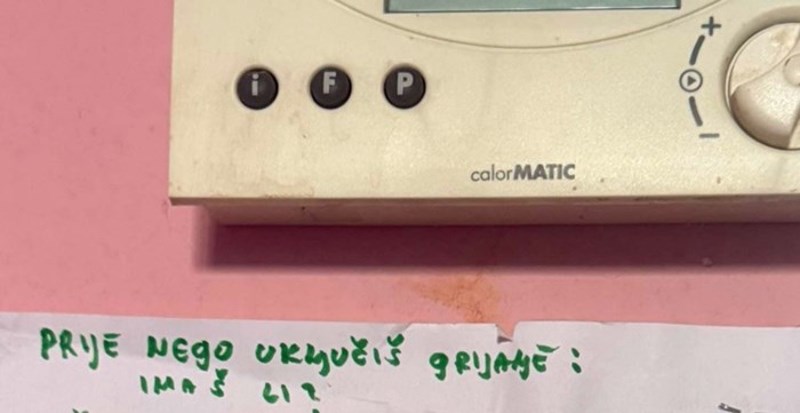 +
i F P
−
calorMATIC
PRIJE NEGO UKLJUČIŠ GRIJANJE :
IMAŠ LI?